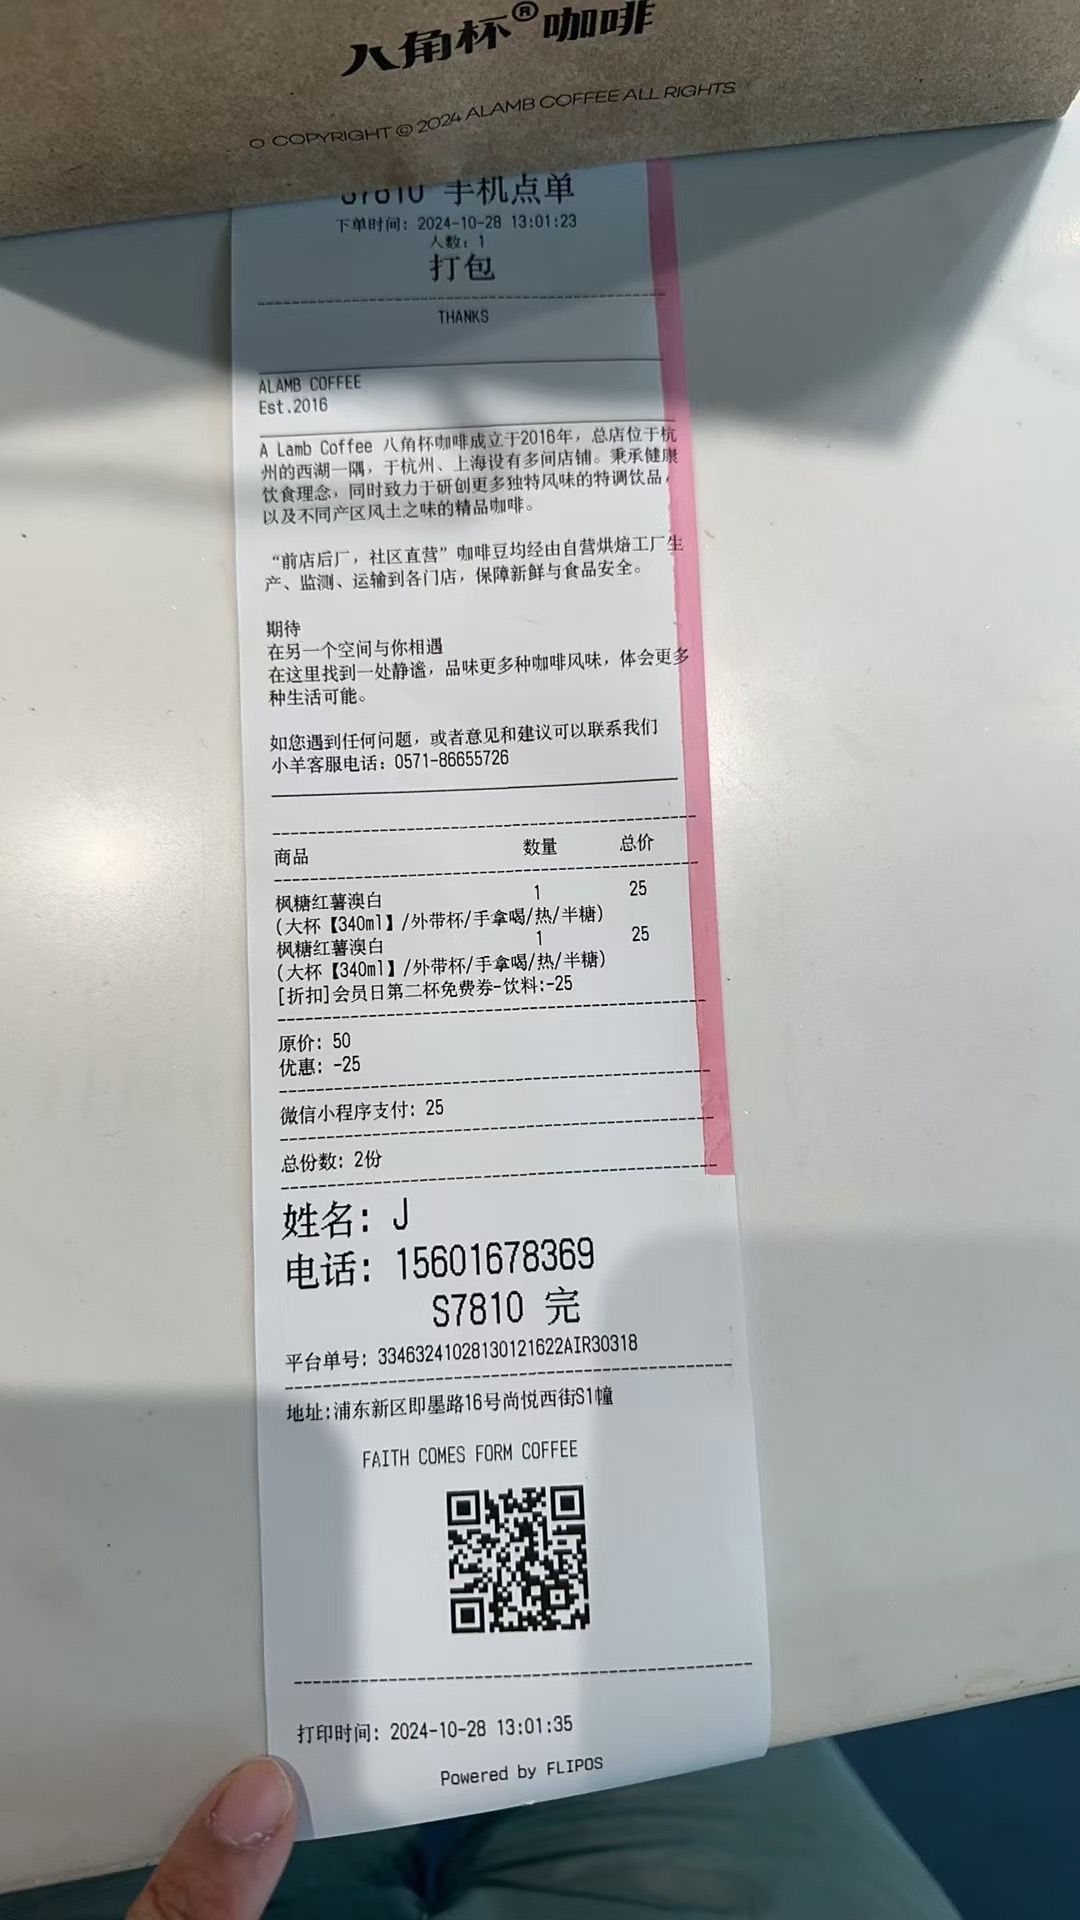 八角杯®咖啡
O COPYRIGHT © 2024 ALAMB COFFEE ALL RIGHTS
S7810 手机点单
下单时间: 2024-10-28 13:01:23
人数: 1
打包
THANKS
ALAMB COFFEE
Est.2016
A Lamb Coffee 八角杯咖啡成立于2016年，总店位于杭
州的西湖一隅，于杭州、上海设有多间店铺。秉承健康
饮食理念，同时致力于研创更多独特风味的特调饮品，
以及不同产区风土之味的精品咖啡。
“前店后厂，社区直营”咖啡豆均经由自营烘焙工厂生
产、监测、运输到各门店，保障新鲜与食品安全。
期待
在另一个空间与你相遇
在这里找到一处静谧，品味更多种咖啡风味，体会更多
种生活可能。
如您遇到任何问题，或者意见和建议可以联系我们
小羊客服电话：0571-86655726
商品 数量 总价
枫糖红薯澳白 1 25
(大杯【340ml】/外带杯/手拿喝/热/半糖)
枫糖红薯澳白 1 25
(大杯【340ml】/外带杯/手拿喝/热/半糖)
[折扣]会员日第二杯免费券-饮料:-25
原价: 50
优惠: -25
微信小程序支付: 25
总份数: 2份
姓名: J
电话: 15601678369
S7810 完
平台单号: 33463241028130121622AIR30318
地址:浦东新区即墨路16号尚悦西街S1幢
FAITH COMES FORM COFFEE
打印时间: 2024-10-28 13:01:35
Powered by FLIPOS